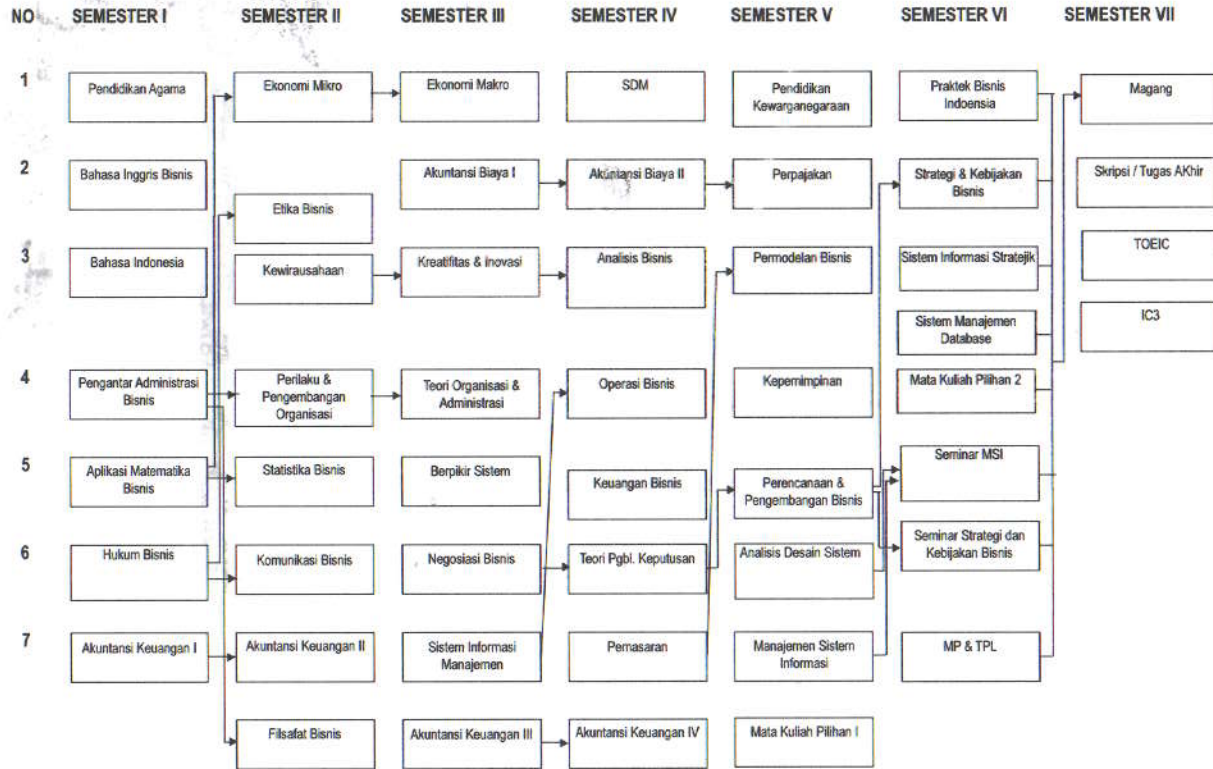 NO SEMESTER I SEMESTER II SEMESTER III SEMESTER IV SEMESTER V SEMESTER VI SEMESTER VII
1
Pendidikan Agama
Ekonomi Mikro
Ekonomi Makro
SDM
Pendidikan
Kewarganegaraan
Praktek Bisnis
Indoensia
Magang
2
Bahasa Inggris Bisnis
Etika Bisnis
Akuntansi Biaya I
Akuntansi Biaya II
Perpajakan
Strategi & Kebijakan
Bisnis
Skripsi / Tugas AKhir
3
Bahasa Indonesia
Kewirausahaan
Kreatifitas & Inovasi
Analisis Bisnis
Permodelan Bisnis
Sistem Informasi Stratejik
TOEIC
Sistem Manajemen
Database
IC3
4
Pengantar Administrasi
Bisnis
Perilaku &
Pengembangan
Organisasi
Teori Organisasi &
Administrasi
Operasi Bisnis
Kepemimpinan
Mata Kuliah Pilihan 2
5
Aplikasi Matematika
Bisnis
Statistika Bisnis
Berpikir Sistem
Keuangan Bisnis
Perencanaan &
Pengembangan Bisnis
Seminar MSI
6
Hukum Bisnis
Komunikasi Bisnis
Negosiasi Bisnis
Teori Pgbl. Keputusan
Analisis Desain Sistem
Seminar Strategi dan
Kebijakan Bisnis
7
Akuntansi Keuangan I
Akuntansi Keuangan II
Sistem Informasi
Manajemen
Pemasaran
Manajemen Sistem
Informasi
MP & TPL
Filsafat Bisnis
Akuntansi Keuangan III
Akuntansi Keuangan IV
Mata Kuliah Pilihan I